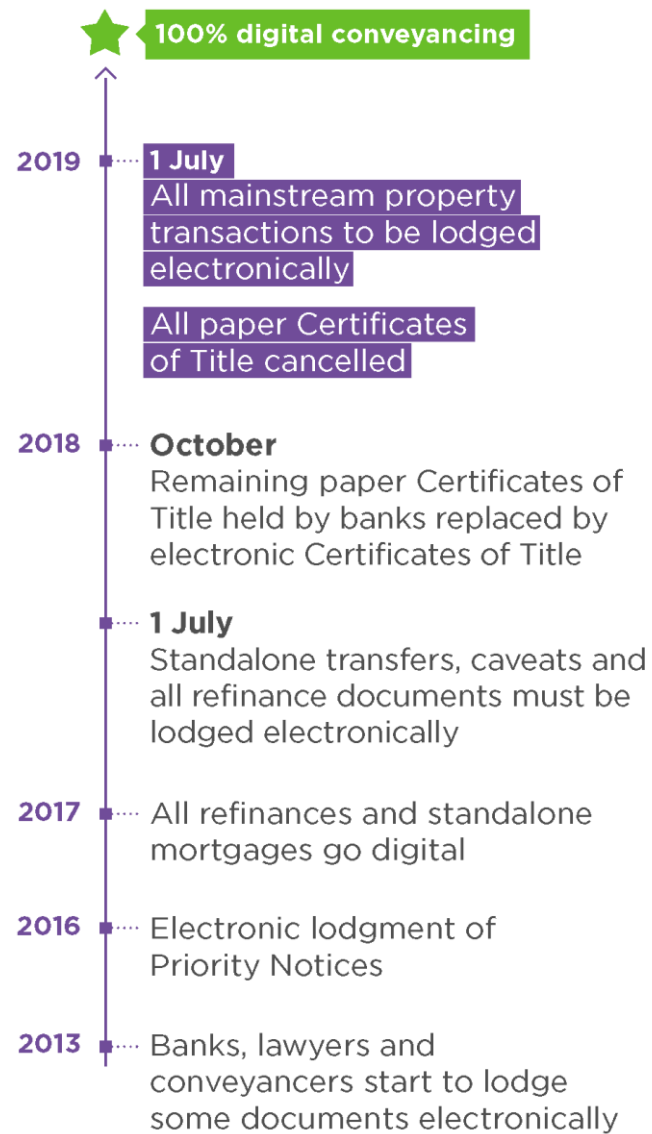 100% digital conveyancing
2019
1 July
All mainstream property
transactions to be lodged
electronically
All paper Certificates
of Title cancelled
2018
October
Remaining paper Certificates of
Title held by banks replaced by
electronic Certificates of Title
1 July
Standalone transfers, caveats and
all refinance documents must be
lodged electronically
2017
All refinances and standalone
mortgages go digital
2016
Electronic lodgment of
Priority Notices
2013
Banks, lawyers and
conveyancers start to lodge
some documents electronically